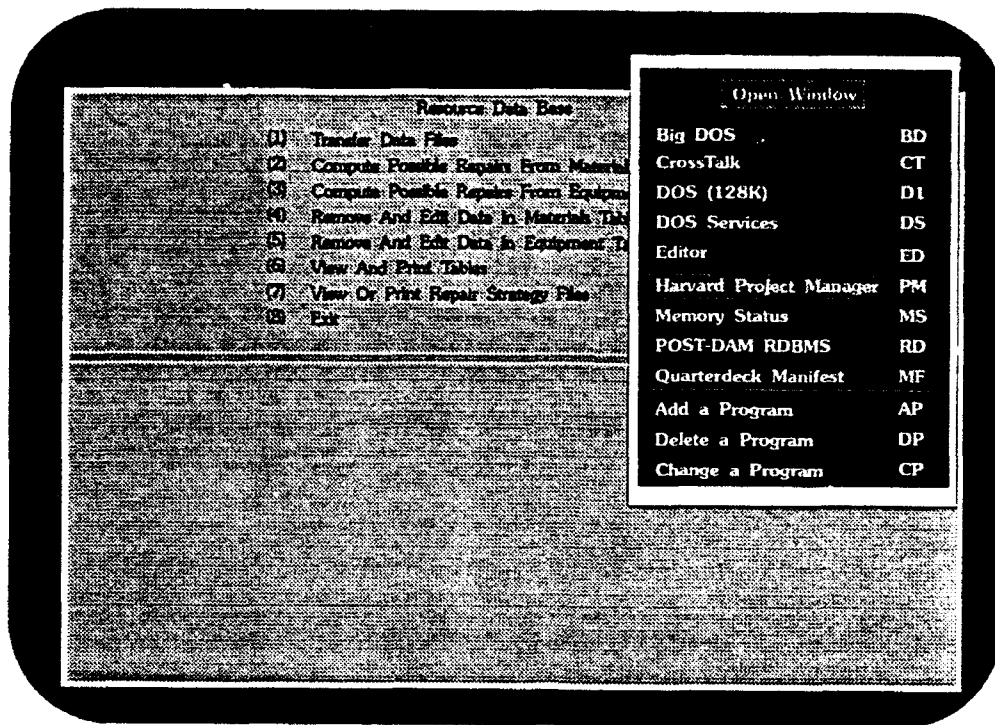 Resource Data Base
(1) Transfer Data Files
(2) Compute Possible Repairs From Material
(3) Compute Possible Repairs From Equipme
(4) Remove And Edit Data In Materials Tabl
(5) Remove And Edit Data In Equipment Ta
(6) View And Print Tables
(7) View Or Print Repair Strategy Files
(8) Exit
Open Window
Big DOS BD
CrossTalk CT
DOS (128K) D1
DOS Services DS
Editor ED
Harvard Project Manager PM
Memory Status MS
POST-DAM RDBMS RD
Quarterdeck Manifest MF
Add a Program AP
Delete a Program DP
Change a Program CP